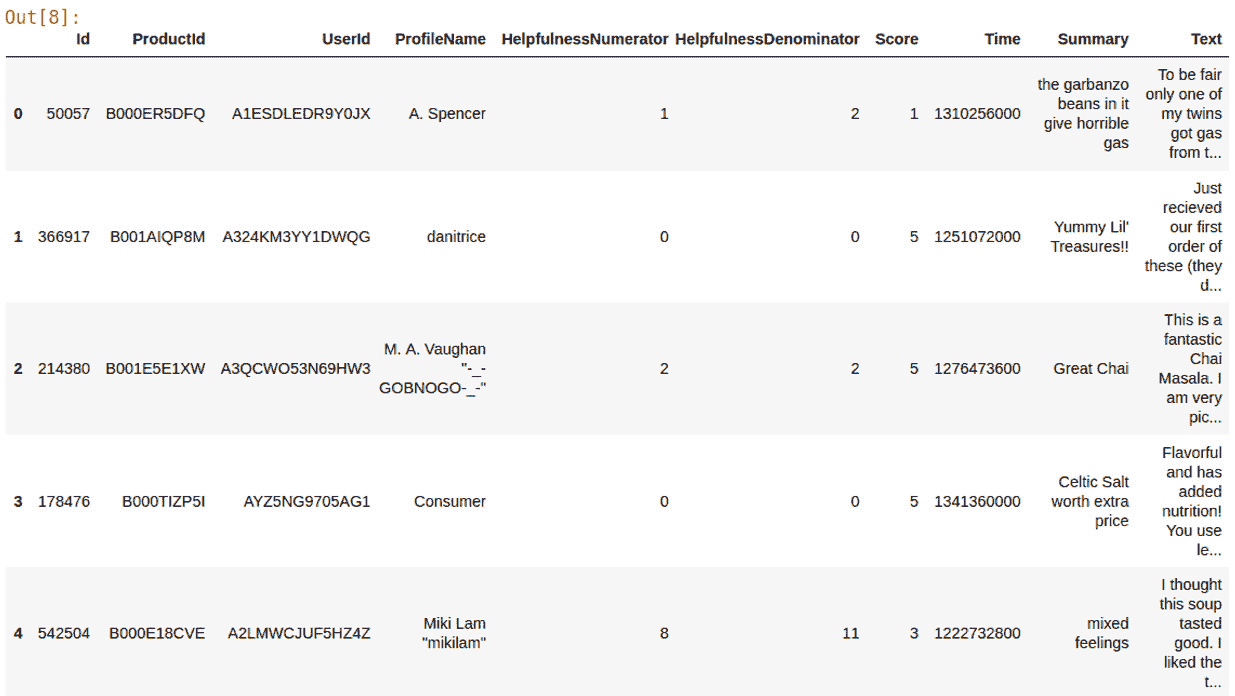 Out[8]:
Id ProductId UserId ProfileName HelpfulnessNumerator HelpfulnessDenominator Score Time Summary Text
0 50057 B000ER5DFQ A1ESDLEDR9Y0JX A. Spencer 1 2 1 1310256000 the garbanzo beans in it give horrible gas To be fair only one of my twins got gas from t...
1 366917 B001AIQP8M A324KM3YY1DWQG danitrice 0 0 5 1251072000 Yummy Lil' Treasures!! Just recieved our first order of these (they d...
2 214380 B001E5E1XW A3QCWO53N69HW3 M. A. Vaughan "-_-GOBNOGO-_-" 2 2 5 1276473600 Great Chai This is a fantastic Chai Masala. I am very pic...
3 178476 B000TIZP5I AYZ5NG9705AG1 Consumer 0 0 5 1341360000 Celtic Salt worth extra price Flavorful and has added nutrition! You use le...
4 542504 B000E18CVE A2LMWCJUF5HZ4Z Miki Lam "mikilam" 8 11 3 1222732800 mixed feelings I thought this soup tasted good. I liked the t...